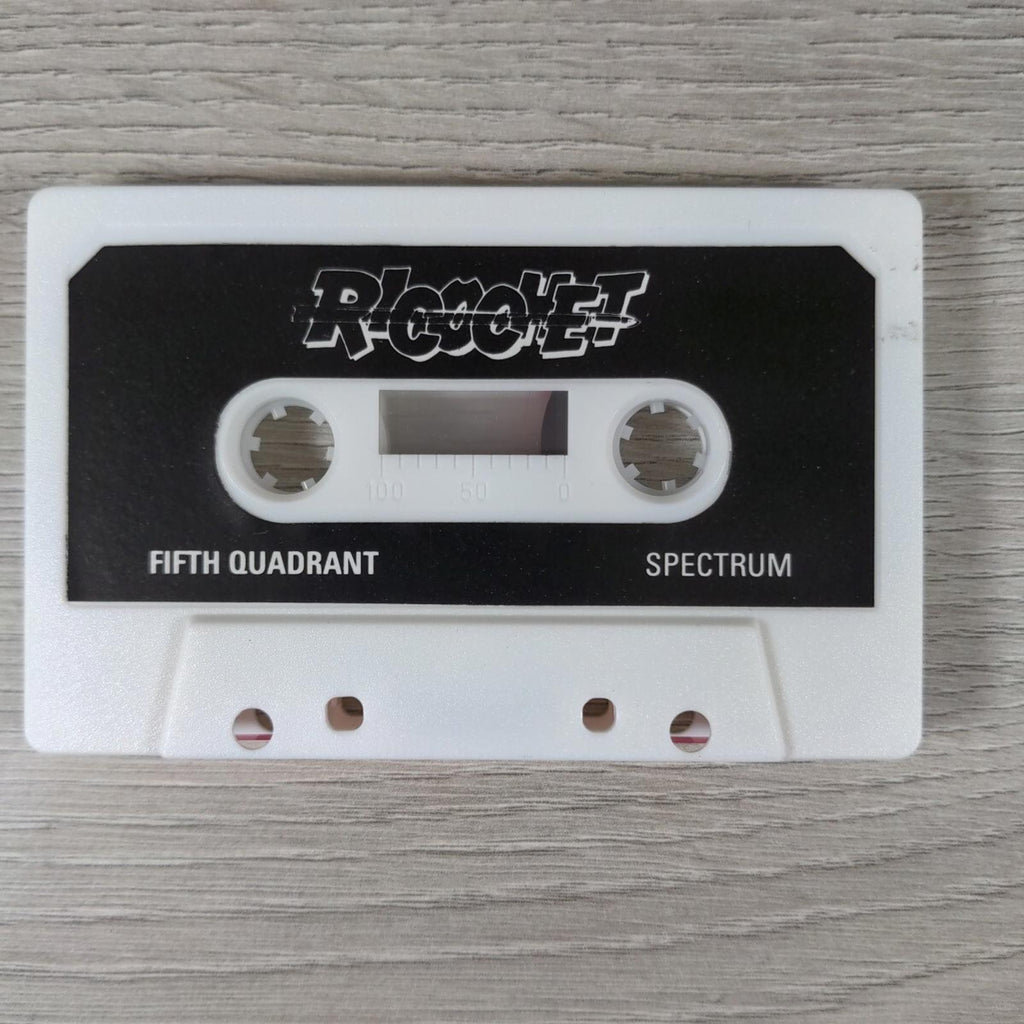 RICOCHET
100 50 0
FIFTH QUADRANT SPECTRUM